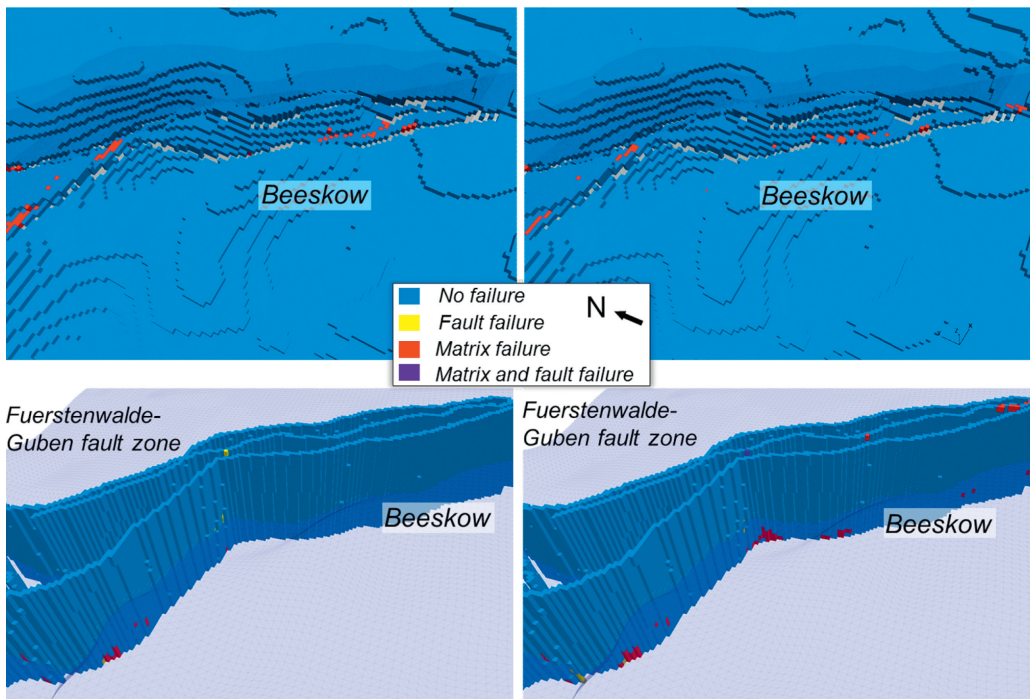 Beeskow
Beeskow
No failure
Fault failure
Matrix failure
Matrix and fault failure
N
Fuerstenwalde-
Guben fault zone
Beeskow
Fuerstenwalde-
Guben fault zone
Beeskow